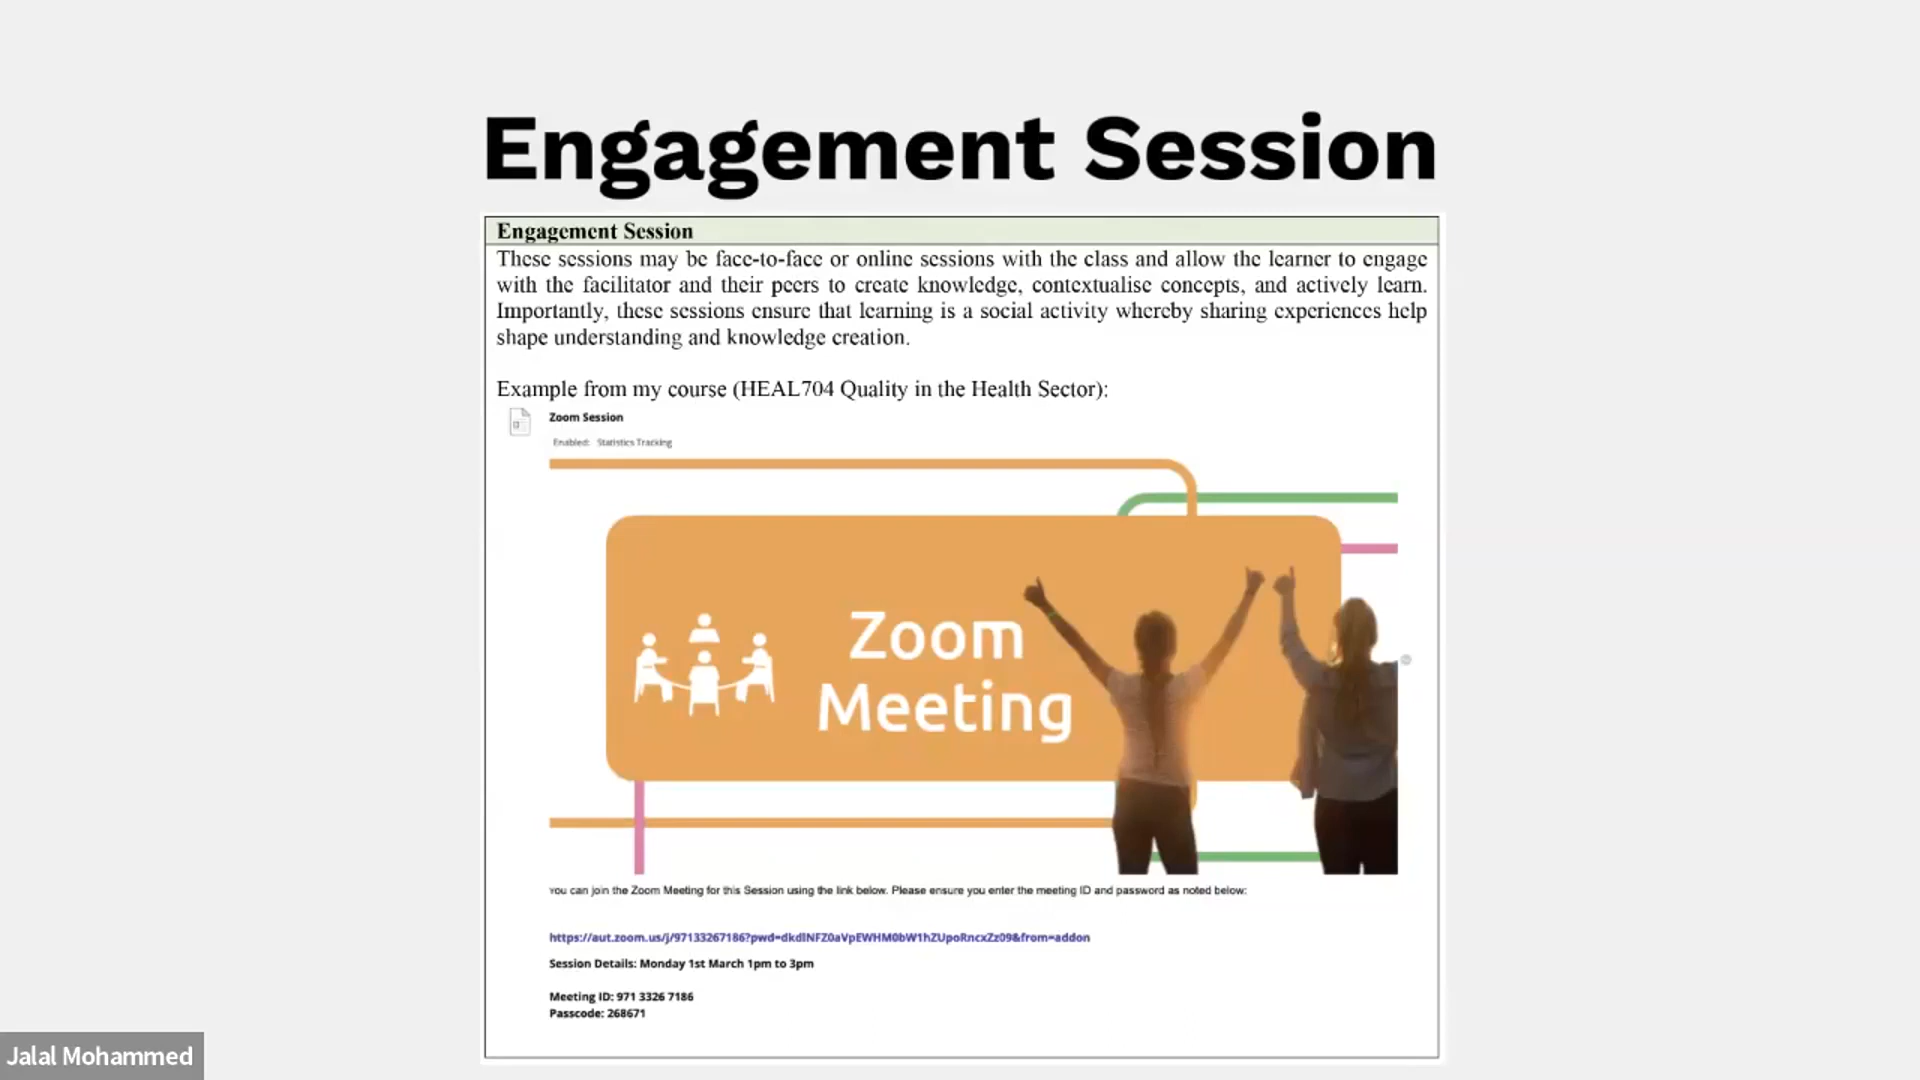 Engagement Session
Engagement Session
These sessions may be face-to-face or online sessions with the class and allow the learner to engage
with the facilitator and their peers to create knowledge, contextualise concepts, and actively learn.
Importantly, these sessions ensure that learning is a social activity whereby sharing experiences help
shape understanding and knowledge creation.
Example from my course (HEAL704 Quality in the Health Sector):
Zoom Session
Enabled: Statistics Tracking
Zoom
Meeting
You can join the Zoom Meeting for this Session using the link below. Please ensure you enter the meeting ID and password as noted below:
https://aut.zoom.us/j/97133267186?pwd=dkdlNFZ0aVpEWHM0bW1hZUpoRncxZz09&from=addon
Session Details: Monday 1st March 1pm to 3pm
Meeting ID: 971 3326 7186
Passcode: 268671
Jalal Mohammed